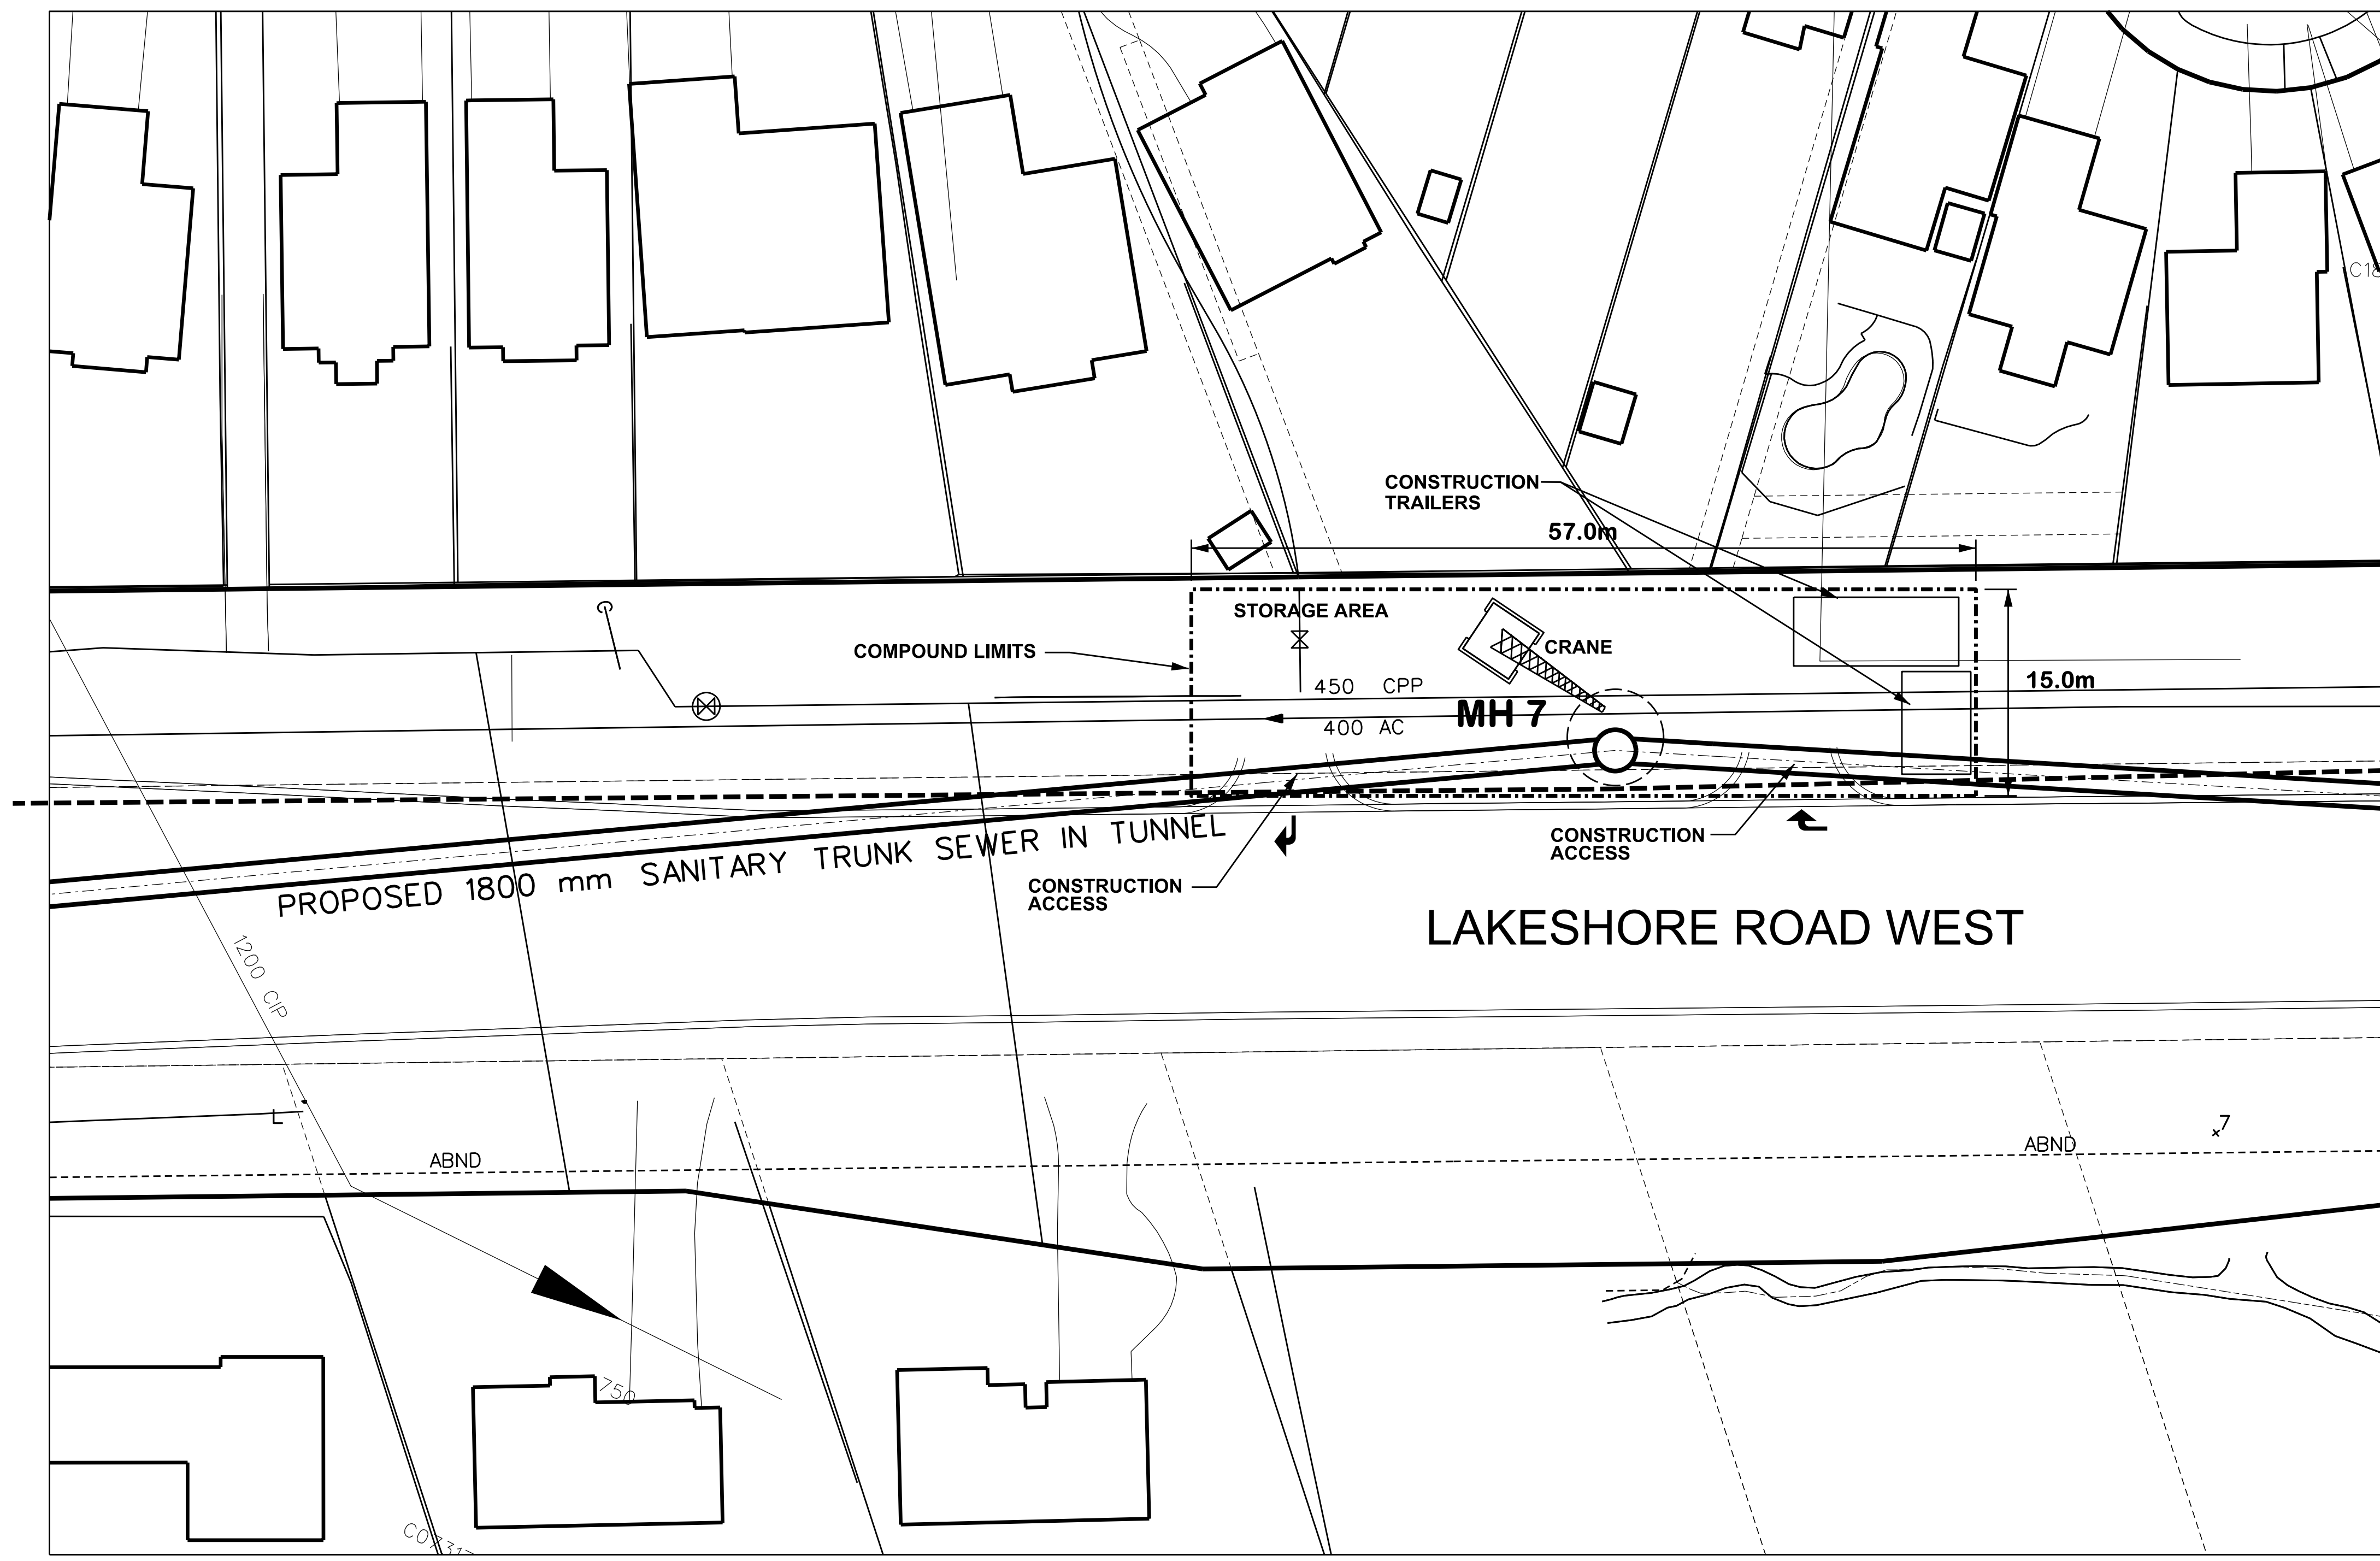 CONSTRUCTION
TRAILERS
57.0m
STORAGE AREA
CRANE
COMPOUND LIMITS
15.0m
450 CPP
MH 7
400 AC
PROPOSED 1800 mm SANITARY TRUNK SEWER IN TUNNEL
CONSTRUCTION
ACCESS
CONSTRUCTION
ACCESS
LAKESHORE ROAD WEST
1200 CIP
L
7
ABND
ABND
750